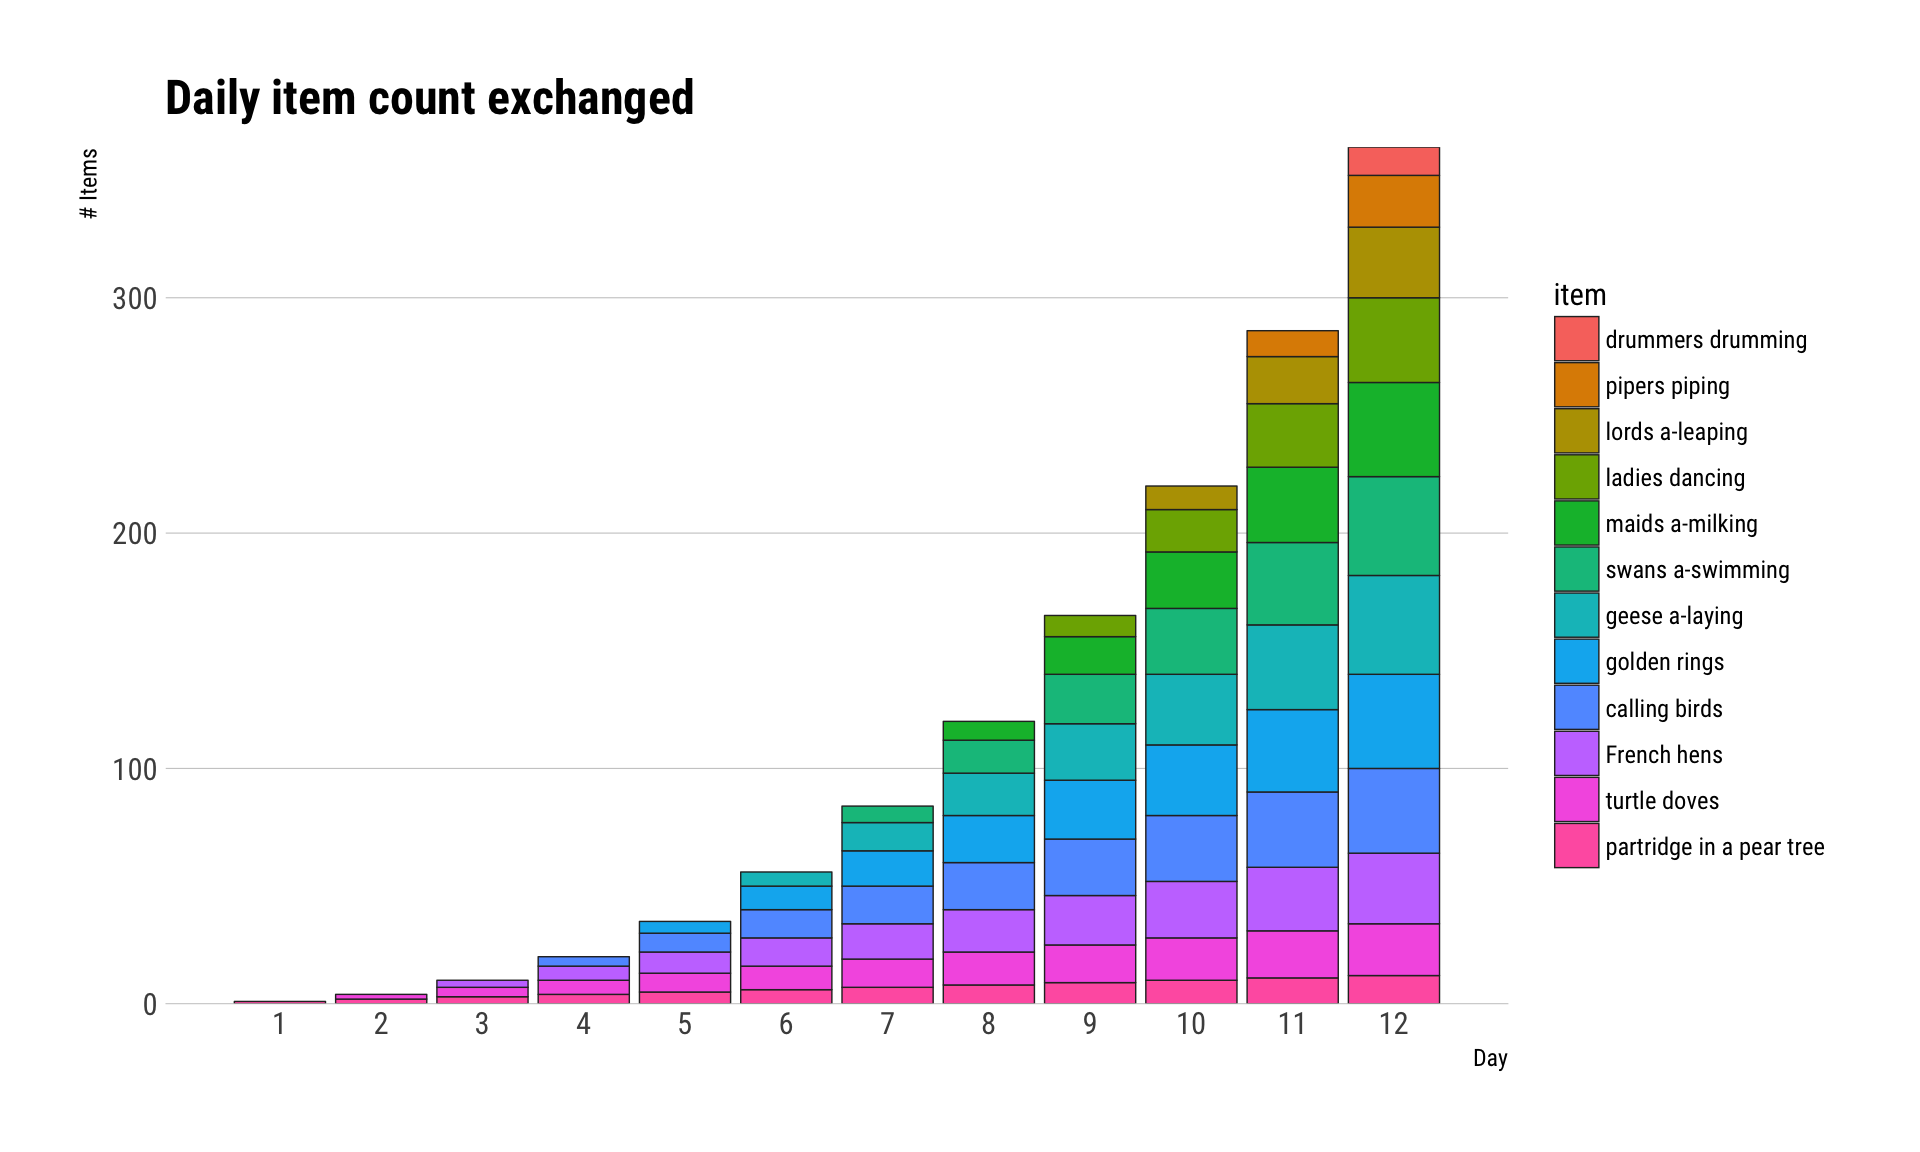 Daily item count exchanged
# Items
300
200
100
0
1 2 3 4 5 6 7 8 9 10 11 12
Day
item
drummers drumming
pipers piping
lords a-leaping
ladies dancing
maids a-milking
swans a-swimming
geese a-laying
golden rings
calling birds
French hens
turtle doves
partridge in a pear tree